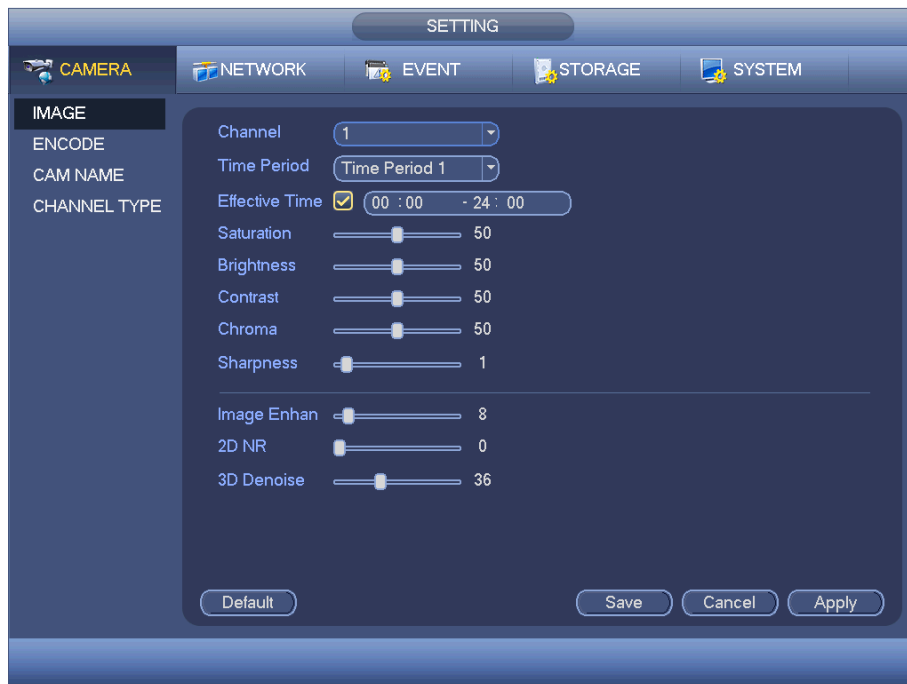 SETTING
CAMERA NETWORK EVENT STORAGE SYSTEM
IMAGE
ENCODE
CAM NAME
CHANNEL TYPE
Channel 1
Time Period Time Period 1
Effective Time 00 : 00 - 24 : 00
Saturation 50
Brightness 50
Contrast 50
Chroma 50
Sharpness 1
Image Enhan 8
2D NR 0
3D Denoise 36
Default Save Cancel Apply